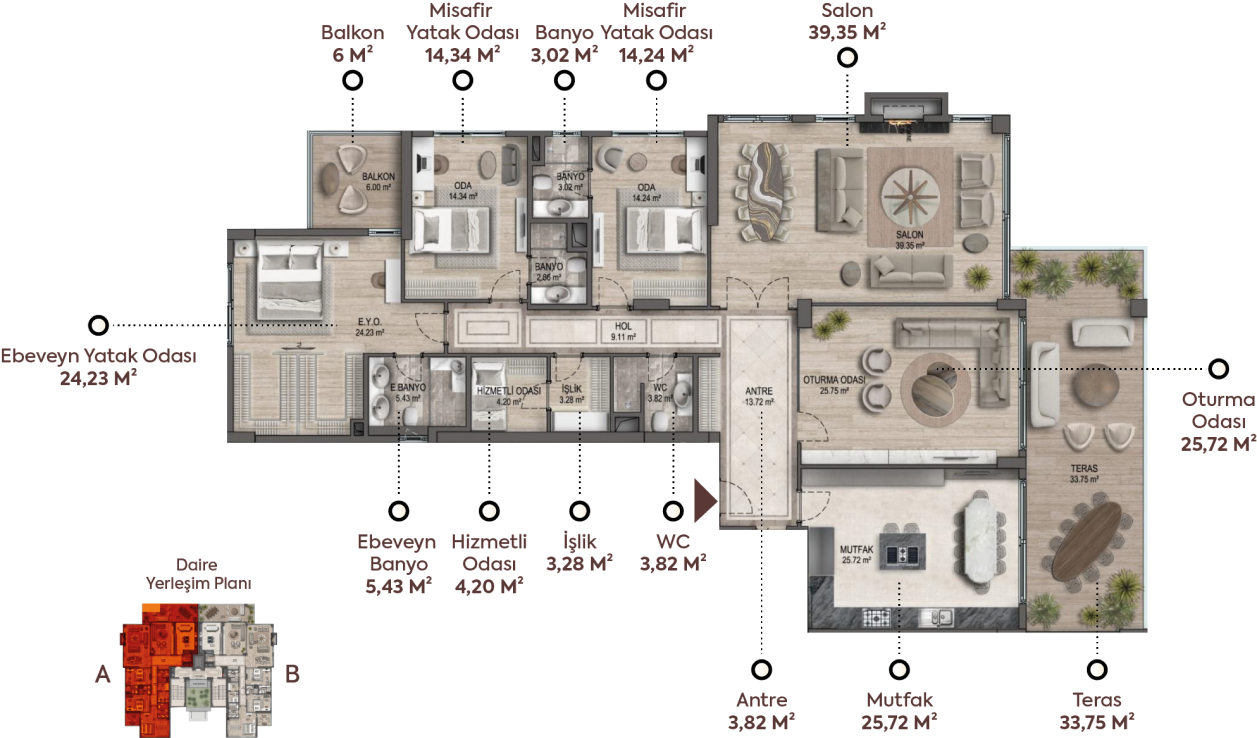 Balkon
6 M²
Misafir
Yatak Odası
14,34 M²
Banyo
3,02 M²
Misafir
Yatak Odası
14,24 M²
Salon
39,35 M²
BALKON
6.00 m²
ODA
14.34 m²
BANYO
3.02 m²
ODA
14.24 m²
SALON
39.35 m²
BANYO
2.86 m²
E.Y.O.
24.23 m²
HOL
9.11 m²
Ebeveyn Yatak Odası
24,23 M²
E.BANYO
5.43 m²
HİZMETLİ ODASI
4.20 m²
İŞLİK
3.28 m²
WC
3.82 m²
ANTRE
13.72 m²
OTURMA ODASI
25.75 m²
Oturma
Odası
25,72 M²
TERAS
33.75 m²
MUTFAK
25.72 m²
Ebeveyn
Banyo
5,43 M²
Hizmetli
Odası
4,20 M²
İşlik
3,28 M²
WC
3,82 M²
Daire
Yerleşim Planı
A
B
Antre
3,82 M²
Mutfak
25,72 M²
Teras
33,75 M²